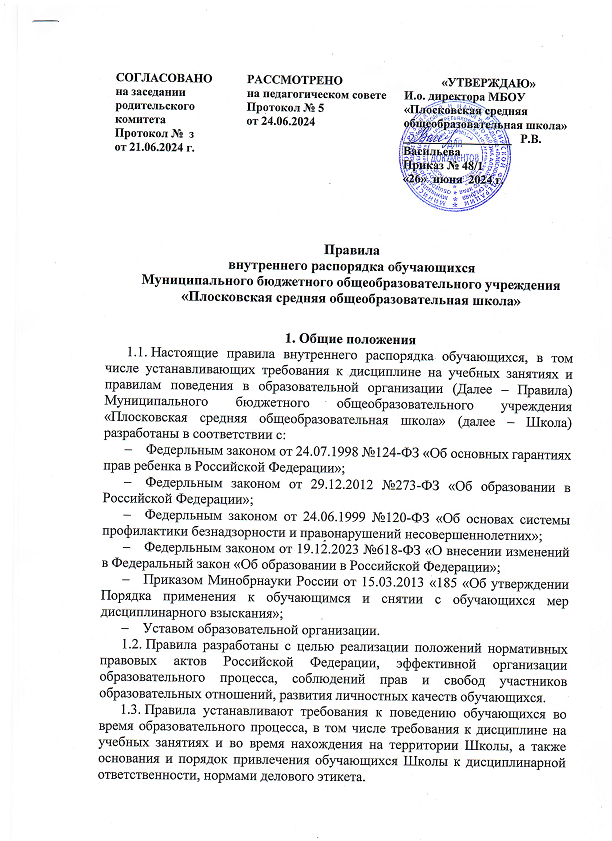 СОГЛАСОВАНО
на заседании
родительского
комитета
Протокол № 3
от 21.06.2024 г.
РАССМОТРЕНО
на педагогическом совете
Протокол № 5
от 24.06.2024
«УТВЕРЖДАЮ»
И.о. директора МБОУ
«Плосковская средняя
общеобразовательная школа»
Р.В.
Васильева
Приказ № 48/1
«26» июня 2024 г.
ДЛЯ
ДОКУМЕНТОВ
Правила
внутреннего распорядка обучающихся
Муниципального бюджетного общеобразовательного учреждения
«Плосковская средняя общеобразовательная школа»
1. Общие положения
1.1. Настоящие правила внутреннего распорядка обучающихся, в том
числе устанавливающих требования к дисциплине на учебных занятиях и
правилам поведения в образовательной организации (Далее – Правила)
Муниципального бюджетного общеобразовательного учреждения
«Плосковская средняя общеобразовательная школа» (далее – Школа)
разработаны в соответствии с:
– Федерльным законом от 24.07.1998 №124-ФЗ «Об основных гарантиях
прав ребенка в Российской Федерации»;
– Федерльным законом от 29.12.2012 №273-ФЗ «Об образовании в
Российской Федерации»;
– Федерльным законом от 24.06.1999 №120-ФЗ «Об основах системы
профилактики безнадзорности и правонарушений несовершеннолетних»;
– Федерльным законом от 19.12.2023 №618-ФЗ «О внесении изменений
в Федеральный закон «Об образовании в Российской Федерации»;
– Приказом Минобрнауки России от 15.03.2013 «185 «Об утверждении
Порядка применения к обучающимся и снятии с обучающихся мер
дисциплинарного взыскания»;
– Уставом образовательной организации.
1.2. Правила разработаны с целью реализации положений нормативных
правовых актов Российской Федерации, эффективной организации
образовательного процесса, соблюдений прав и свобод участников
образовательных отношений, развития личностных качеств обучающихся.
1.3. Правила устанавливают требования к поведению обучающихся во
время образовательного процесса, в том числе требования к дисциплине на
учебных занятиях и во время нахождения на территории Школы, а также
основания и порядок привлечения обучающихся Школы к дисциплинарной
ответственности, нормами делового этикета.